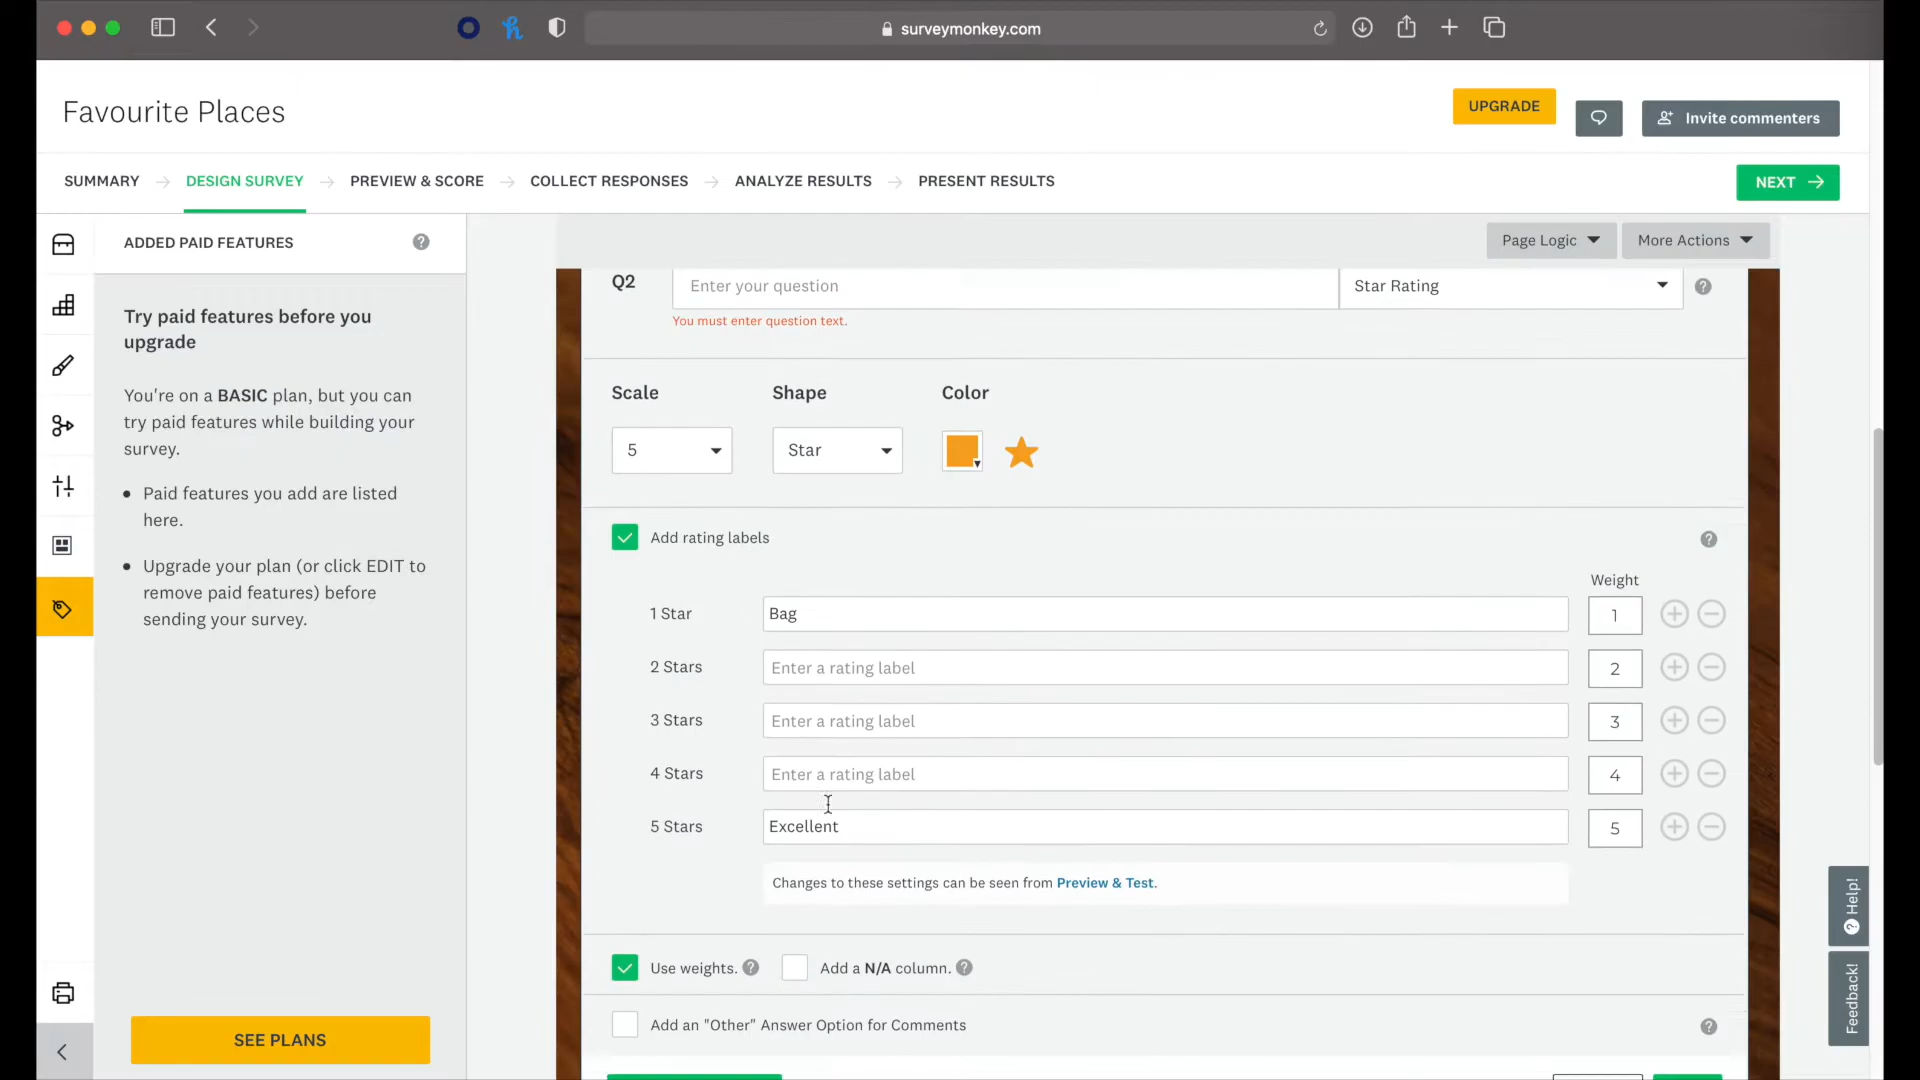 surveymonkey.com
Favourite Places
UPGRADE
Invite commenters
SUMMARY
DESIGN SURVEY
PREVIEW & SCORE
COLLECT RESPONSES
ANALYZE RESULTS
PRESENT RESULTS
NEXT
ADDED PAID FEATURES
?
Page Logic
More Actions
Try paid features before you
upgrade
You're on a BASIC plan, but you can
try paid features while building your
survey.
• Paid features you add are listed
here.
• Upgrade your plan (or click EDIT to
remove paid features) before
sending your survey.
SEE PLANS
Q2
Enter your question
Star Rating
?
You must enter question text.
Scale
Shape
Color
5
Star
Add rating labels
?
Weight
1 Star
Bag
1
2 Stars
Enter a rating label
2
3 Stars
Enter a rating label
3
4 Stars
Enter a rating label
4
5 Stars
Excellent
5
Changes to these settings can be seen from Preview & Test.
Use weights. ?
Add a N/A column. ?
Add an "Other" Answer Option for Comments
?
? Help!
Feedback!